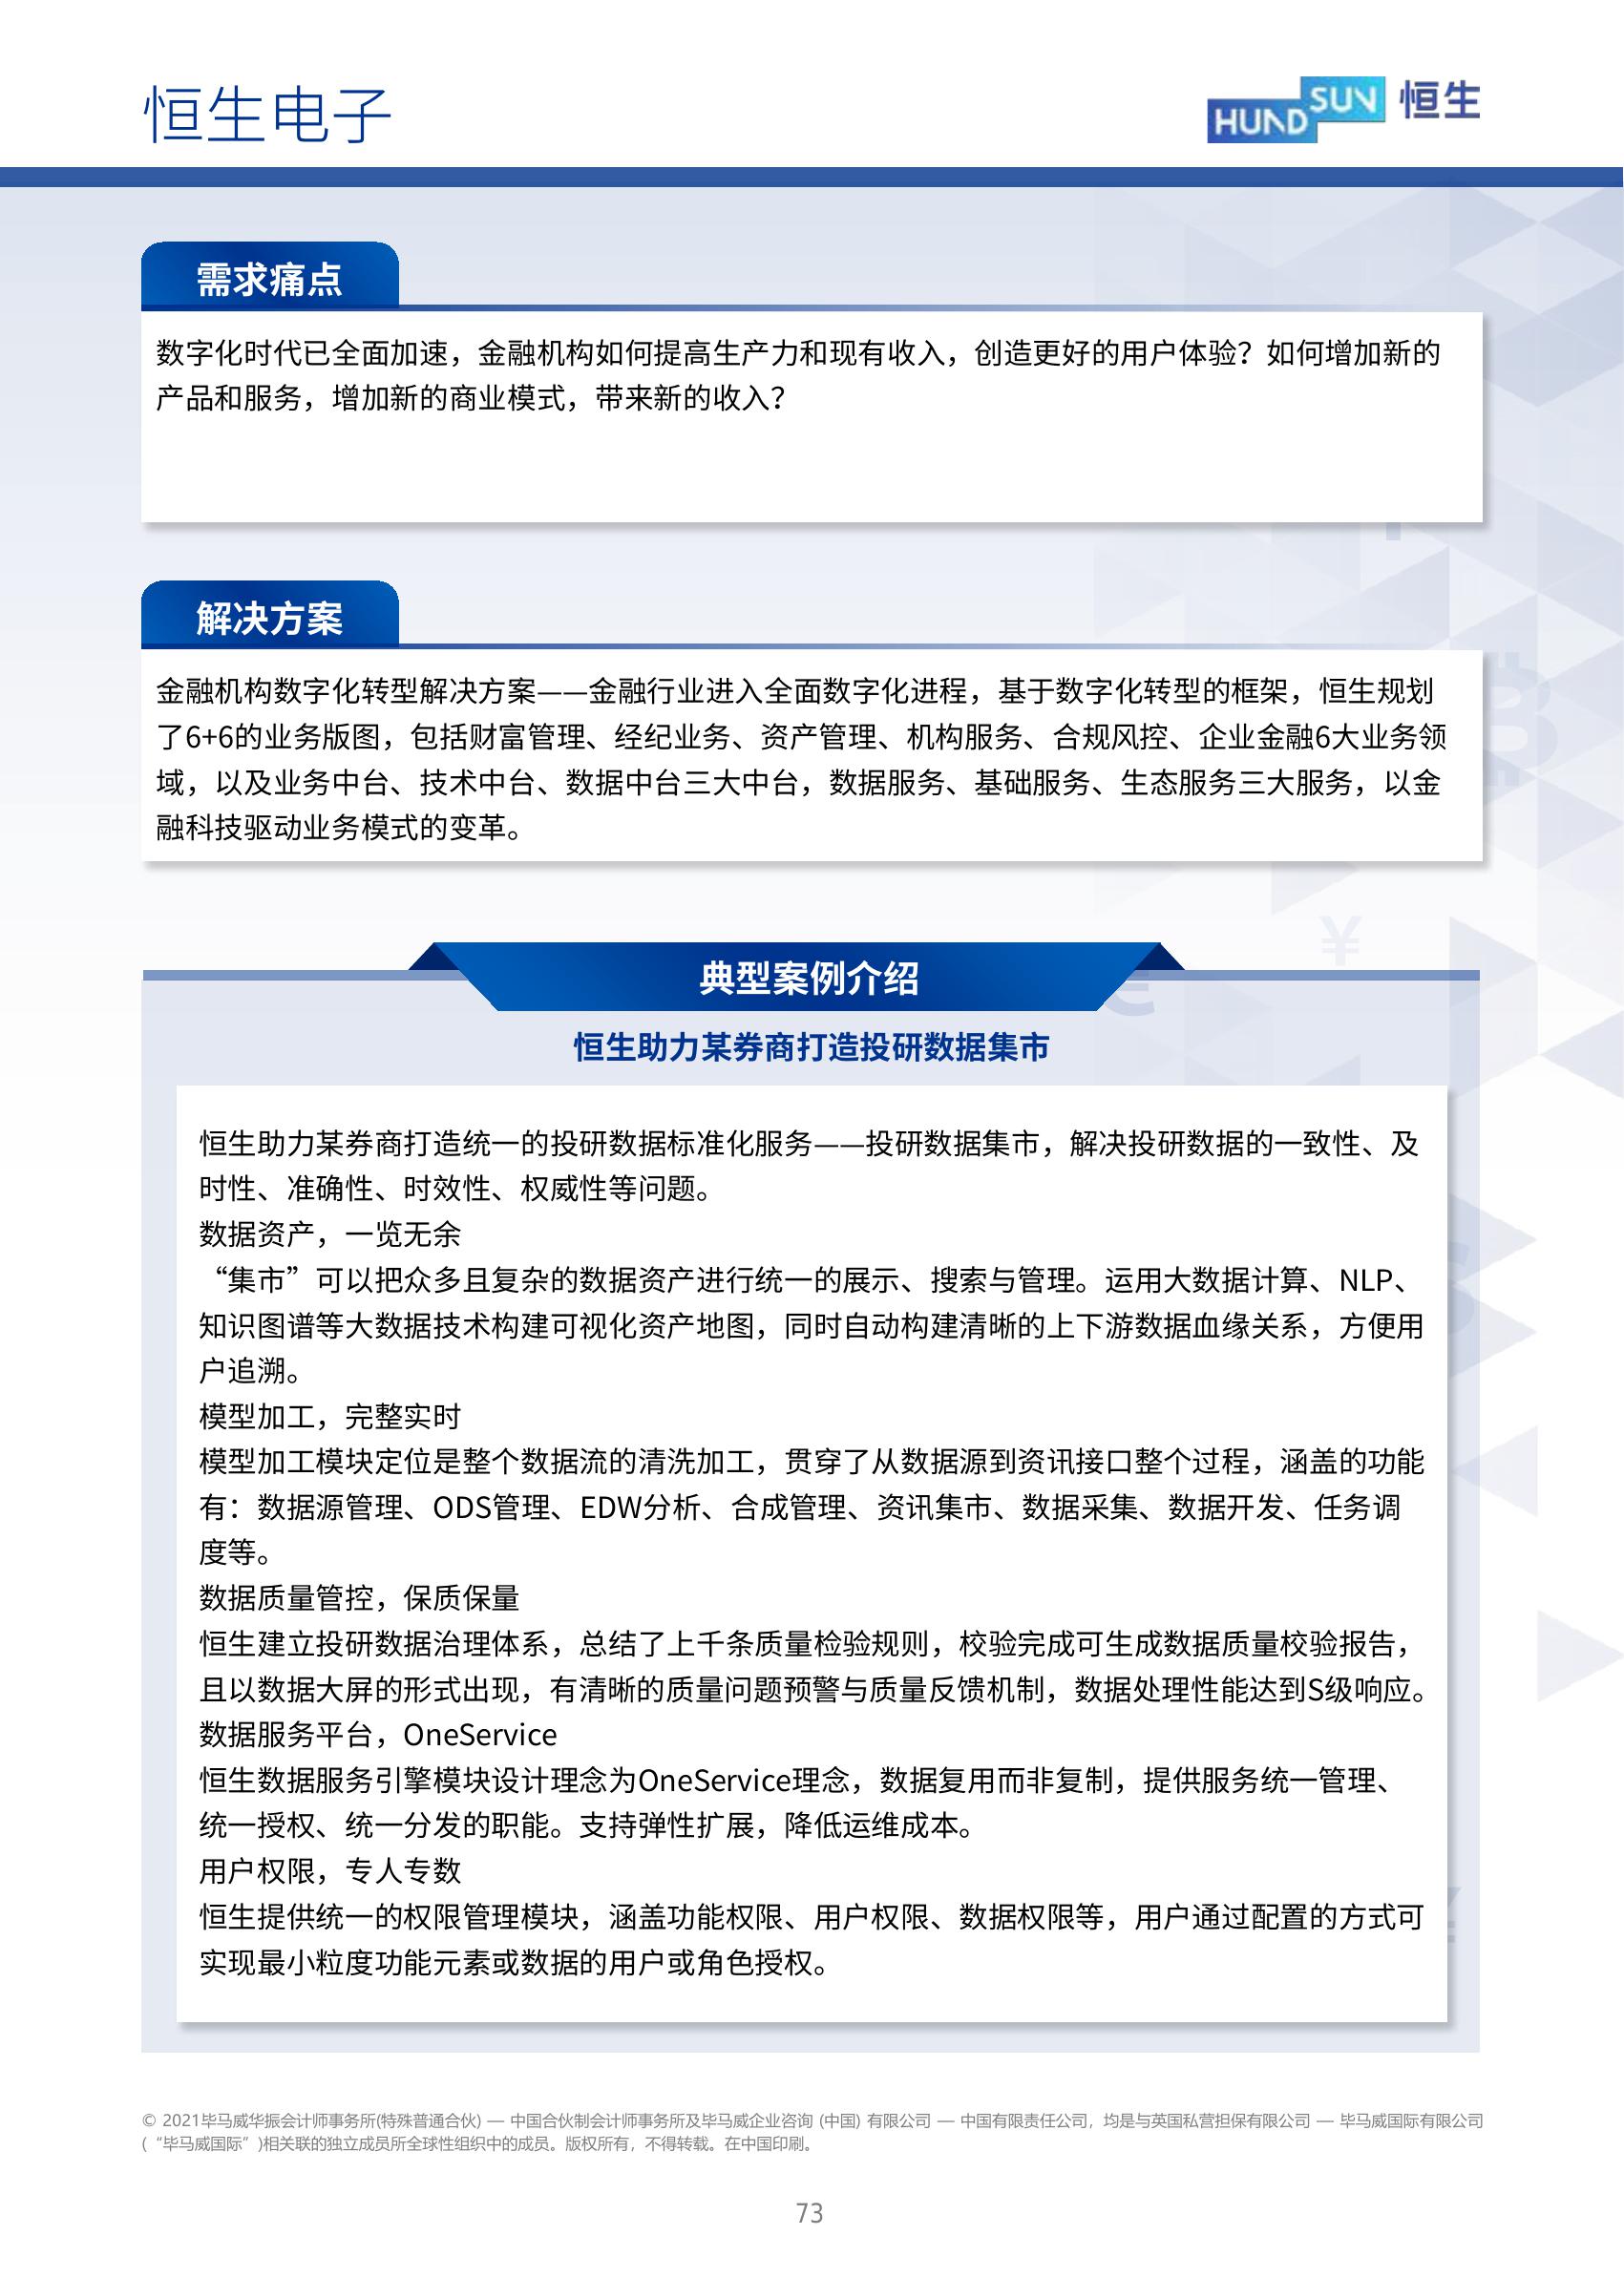 恒生电子
HUNDSUN 恒生
需求痛点
数字化时代已全面加速，金融机构如何提高生产力和现有收入，创造更好的用户体验？如何增加新的
产品和服务，增加新的商业模式，带来新的收入？
解决方案
金融机构数字化转型解决方案——金融行业进入全面数字化进程，基于数字化转型的框架，恒生规划
了6+6的业务版图，包括财富管理、经纪业务、资产管理、机构服务、合规风控、企业金融6大业务领
域，以及业务中台、技术中台、数据中台三大中台，数据服务、基础服务、生态服务三大服务，以金
融科技驱动业务模式的变革。
典型案例介绍
恒生助力某券商打造投研数据集市
恒生助力某券商打造统一的投研数据标准化服务——投研数据集市，解决投研数据的一致性、及
时性、准确性、时效性、权威性等问题。
数据资产，一览无余
“集市”可以把众多且复杂的数据资产进行统一的展示、搜索与管理。运用大数据计算、NLP、
知识图谱等大数据技术构建可视化资产地图，同时自动构建清晰的上下游数据血缘关系，方便用
户追溯。
模型加工，完整实时
模型加工模块定位是整个数据流的清洗加工，贯穿了从数据源到资讯接口整个过程，涵盖的功能
有：数据源管理、ODS管理、EDW分析、合成管理、资讯集市、数据采集、数据开发、任务调
度等。
数据质量管控，保质保量
恒生建立投研数据治理体系，总结了上千条质量检验规则，校验完成可生成数据质量校验报告，
且以数据大屏的形式出现，有清晰的质量问题预警与质量反馈机制，数据处理性能达到S级响应。
数据服务平台，OneService
恒生数据服务引擎模块设计理念为OneService理念，数据复用而非复制，提供服务统一管理、
统一授权、统一分发的职能。支持弹性扩展，降低运维成本。
用户权限，专人专数
恒生提供统一的权限管理模块，涵盖功能权限、用户权限、数据权限等，用户通过配置的方式可
实现最小粒度功能元素或数据的用户或角色授权。
© 2021毕马威华振会计师事务所(特殊普通合伙) — 中国合伙制会计师事务所及毕马威企业咨询 (中国) 有限公司 — 中国有限责任公司，均是与英国私营担保有限公司 — 毕马威国际有限公司
(“毕马威国际”)相关联的独立成员所全球性组织中的成员。版权所有，不得转载。在中国印刷。
73